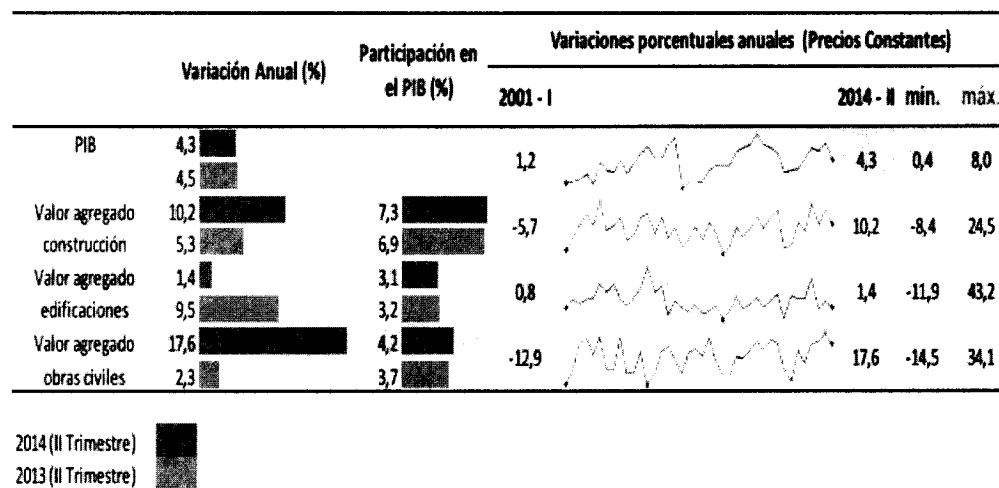 Variaciones porcentuales anuales (Precios Constantes)
Variación Anual (%)
Participación en
el PIB (%)
2001 - I
2014 - II mín. máx.
PIB
4,3
4,5
1,2
4,3 0,4 8,0
Valor agregado
construcción
10,2
5,3
7,3
6,9
-5,7
10,2 -8,4 24,5
Valor agregado
edificaciones
1,4
9,5
3,1
3,2
0,8
1,4 -11,9 43,2
Valor agregado
obras civiles
17,6
2,3
4,2
3,7
-12,9
17,6 -14,5 34,1
2014 (II Trimestre)
2013 (II Trimestre)